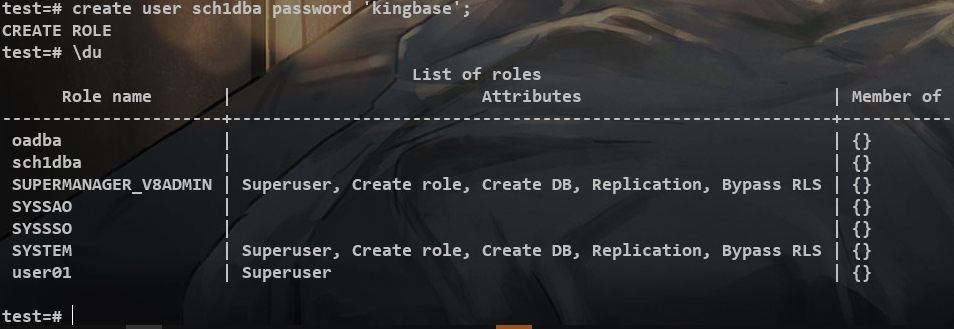 test=# create user sch1dba password 'kingbase';
CREATE ROLE
test=# \du
List of roles
Role name | Attributes | Member of
----------------------+------------------------------------------------------------+-----------
oadba | | {}
sch1dba | | {}
SUPERMANAGER_V8ADMIN | Superuser, Create role, Create DB, Replication, Bypass RLS | {}
SYSSAO | | {}
SYSSSO | | {}
SYSTEM | Superuser, Create role, Create DB, Replication, Bypass RLS | {}
user01 | Superuser | {}
test=#